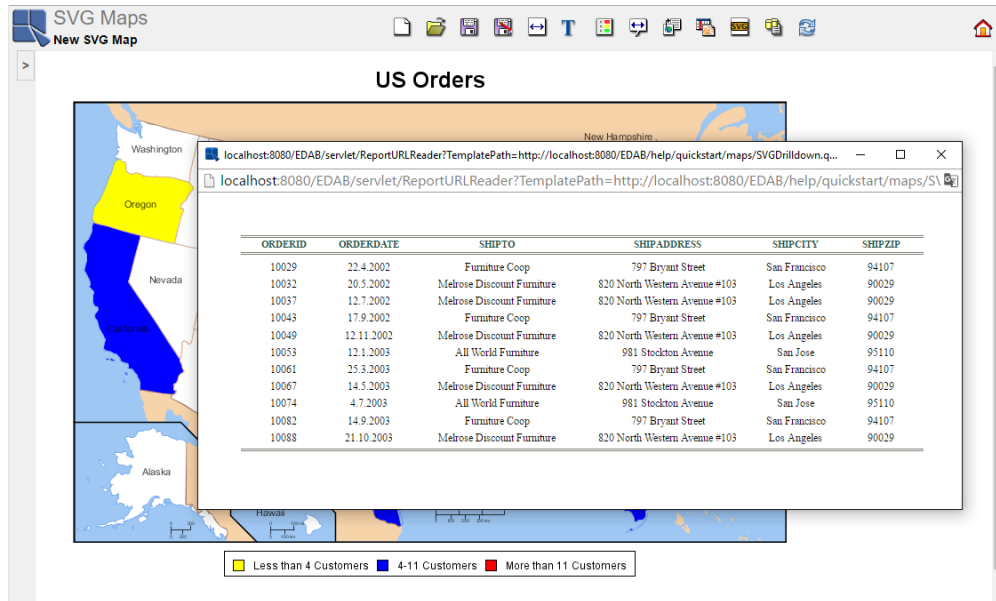 SVG Maps
New SVG Map
T
SVG
>
US Orders
New Hampshire
Washington
Oregon
Nevada
California
Alaska
Hawaii
localhost:8080/EDAB/servlet/ReportURLReader?TemplatePath=http://localhost:8080/EDAB/help/quickstart/maps/SVGDrilldown.q...
localhost:8080/EDAB/servlet/ReportURLReader?TemplatePath=http://localhost:8080/EDAB/help/quickstart/maps/S
ORDERID ORDERDATE SHIPTO SHIPADDRESS SHIPCITY SHIPZIP
10029 22.4.2002 Furniture Coop 797 Bryant Street San Francisco 94107
10032 20.5.2002 Melrose Discount Furniture 820 North Western Avenue #103 Los Angeles 90029
10037 12.7.2002 Melrose Discount Furniture 820 North Western Avenue #103 Los Angeles 90029
10043 17.9.2002 Furniture Coop 797 Bryant Street San Francisco 94107
10049 12.11.2002 Melrose Discount Furniture 820 North Western Avenue #103 Los Angeles 90029
10053 12.1.2003 All World Furniture 981 Stockton Avenue San Jose 95110
10061 25.3.2003 Furniture Coop 797 Bryant Street San Francisco 94107
10067 14.5.2003 Melrose Discount Furniture 820 North Western Avenue #103 Los Angeles 90029
10074 4.7.2003 All World Furniture 981 Stockton Avenue San Jose 95110
10082 14.9.2003 Furniture Coop 797 Bryant Street San Francisco 94107
10088 21.10.2003 Melrose Discount Furniture 820 North Western Avenue #103 Los Angeles 90029
Less than 4 Customers 4-11 Customers More than 11 Customers